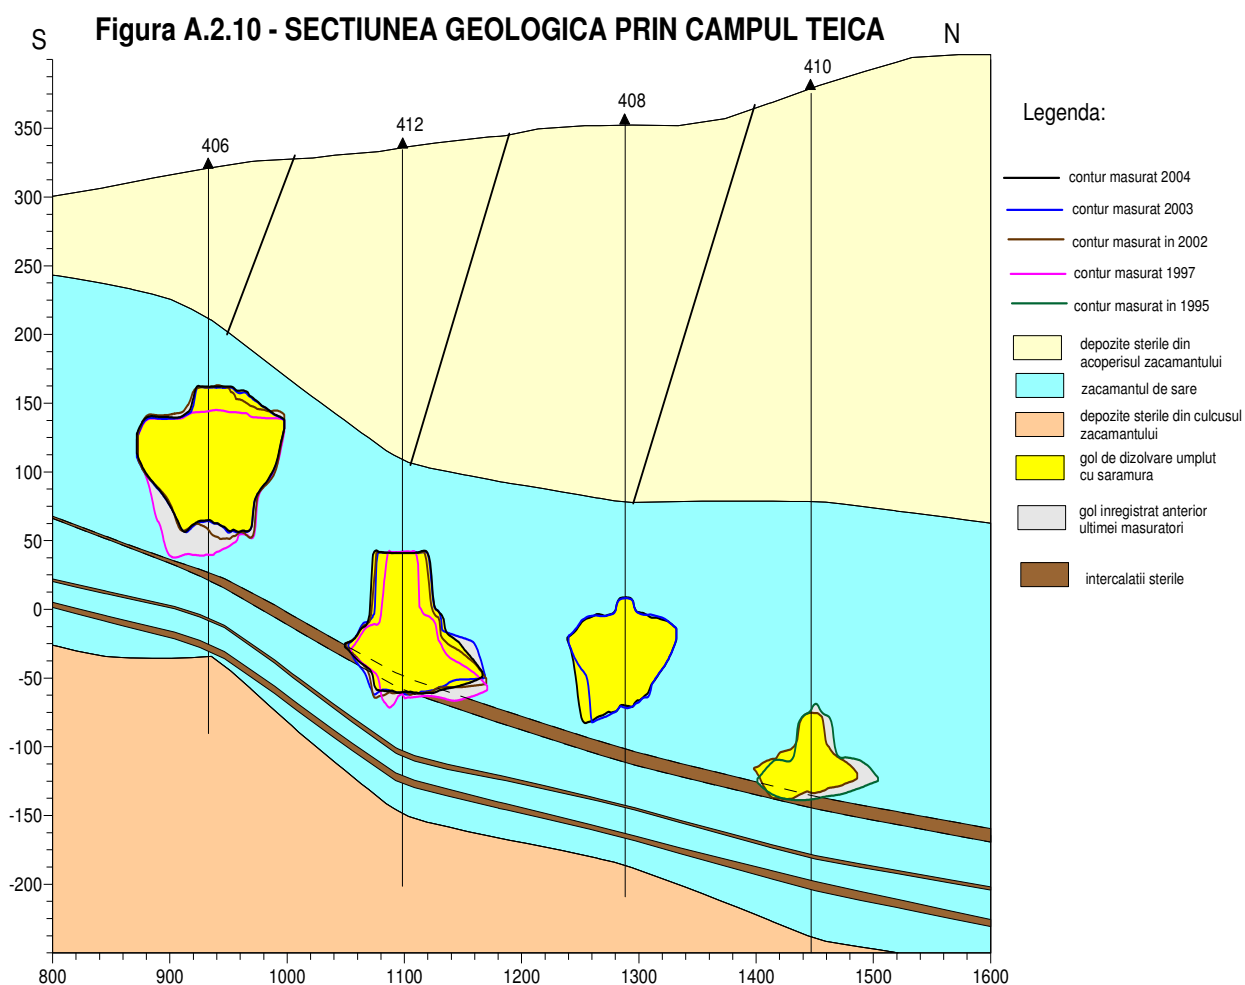 Figura A.2.10 - SECTIUNEA GEOLOGICA PRIN CAMPUL TEICA
S
N
406
412
408
410
350
300
250
200
150
100
50
0
-50
-100
-150
-200
800
900
1000
1100
1200
1300
1400
1500
1600
Legenda:
contur masurat 2004
contur masurat 2003
contur masurat in 2002
contur masurat 1997
contur masurat in 1995
depozite sterile din
acoperisul zacamantului
zacamantul de sare
depozite sterile din culcusul
zacamantului
gol de dizolvare umplut
cu saramura
gol inregistrat anterior
ultimei masuratori
intercalatii sterile